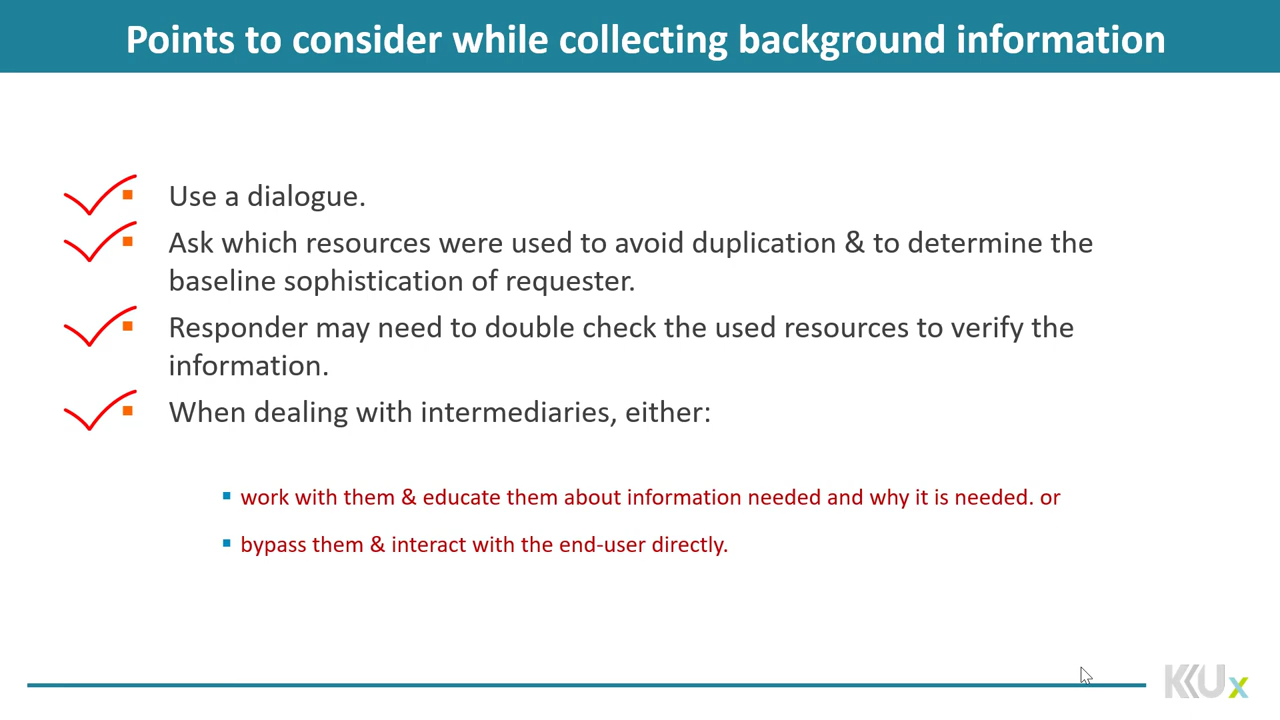 Points to consider while collecting background information
Use a dialogue.
Ask which resources were used to avoid duplication & to determine the
baseline sophistication of requester.
Responder may need to double check the used resources to verify the
information.
When dealing with intermediaries, either:
work with them & educate them about information needed and why it is needed. or
bypass them & interact with the end-user directly.
KKUx